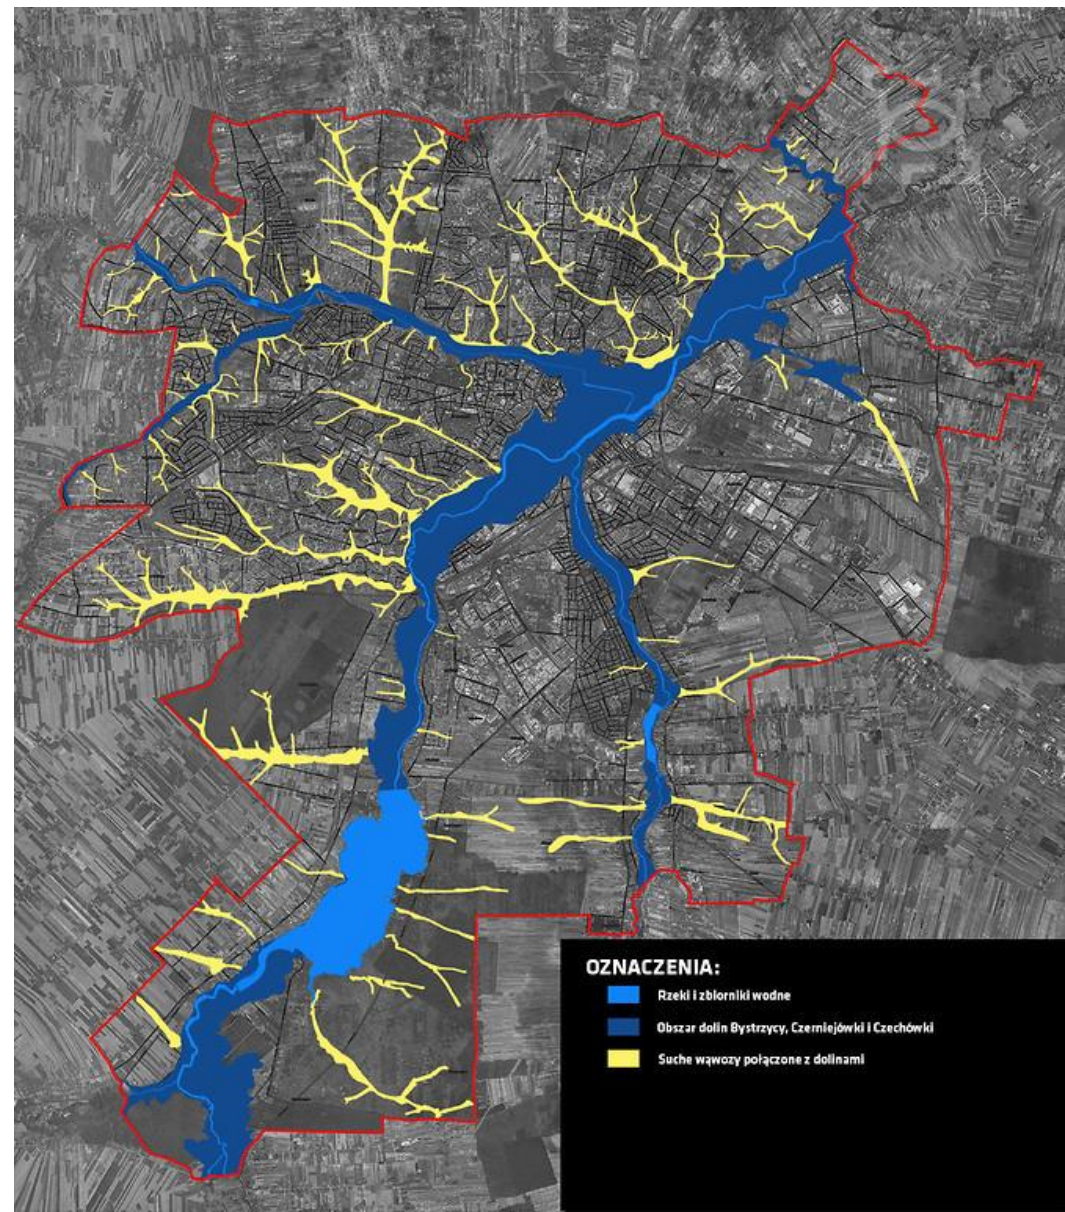 OZNACZENIA:
Rzeki i zbiorniki wodne
Obszar dolin Bystrzycy, Czerniejówki i Czechówki
Suche wąwozy połączone z dolinami